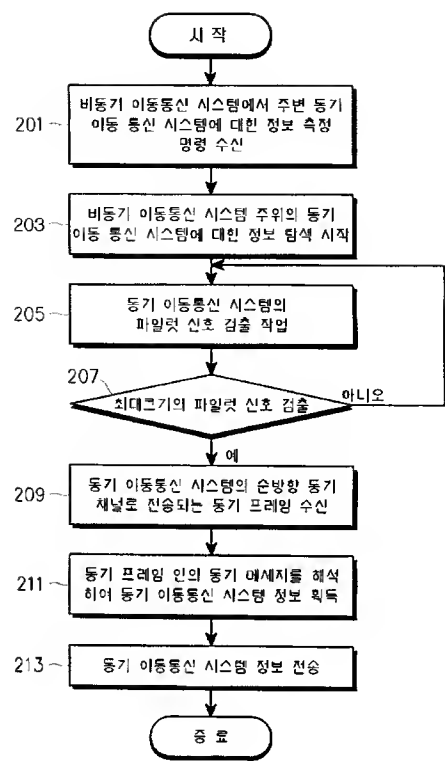 시 작
201
비동기 이동통신 시스템에서 주변 동기
이동 통신 시스템에 대한 정보 측정
명령 수신
203
비동기 이동통신 시스템 주위의 동기
이동 통신 시스템에 대한 정보 탐색 시작
205
동기 이동통신 시스템의
파일럿 신호 검출 작업
207
최대크기의 파일럿 신호 검출
아니오
예
209
동기 이동통신 시스템의 순방향 동기
채널로 전송되는 동기 프레임 수신
211
동기 프레임 인의 동기 메세지를 해석
하여 동기 이동통신 시스템 정보 획득
213
동기 이동통신 시스템 정보 전송
종 료